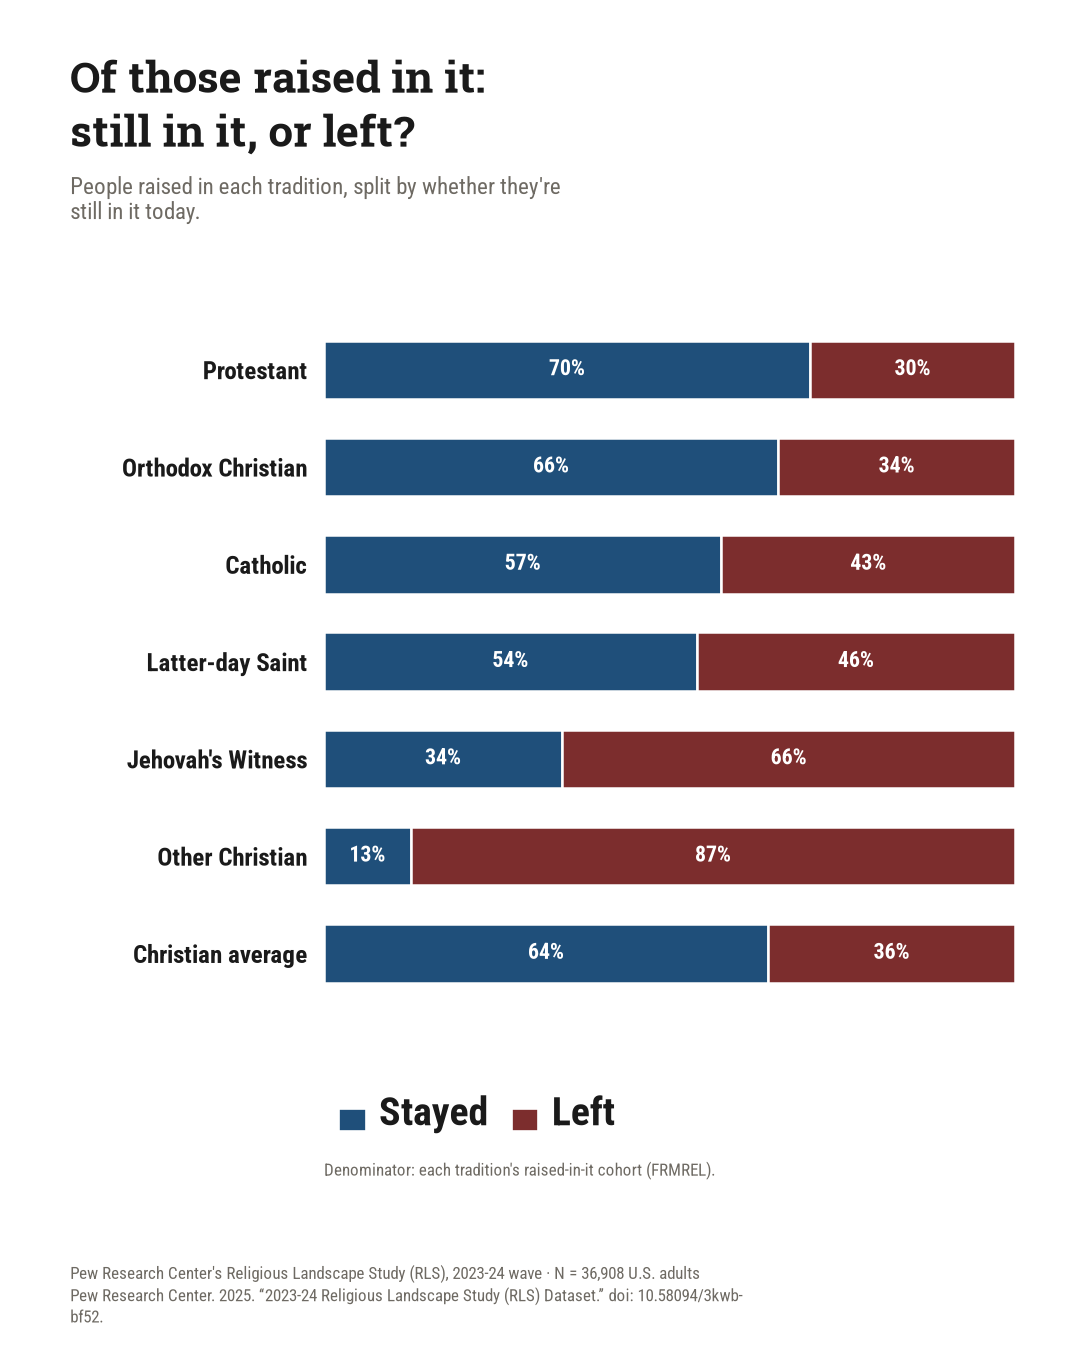 Of those raised in it:
still in it, or left?
People raised in each tradition, split by whether they're
still in it today.
Protestant 70% 30%
Orthodox Christian 66% 34%
Catholic 57% 43%
Latter-day Saint 54% 46%
Jehovah's Witness 34% 66%
Other Christian 13% 87%
Christian average 64% 36%
Stayed Left
Denominator: each tradition's raised-in-it cohort (FRMREL).
Pew Research Center's Religious Landscape Study (RLS), 2023-24 wave · N = 36,908 U.S. adults
Pew Research Center. 2025. “2023-24 Religious Landscape Study (RLS) Dataset.” doi: 10.58094/3kwb-
bf52.